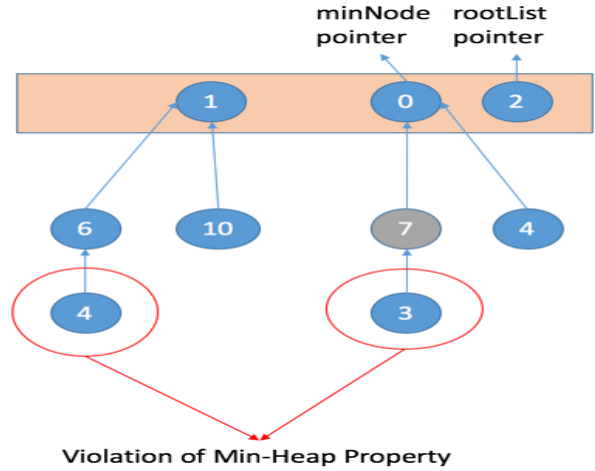 minNode pointer
rootList pointer
1 0 2
6 10 7 4
4 3
Violation of Min-Heap Property